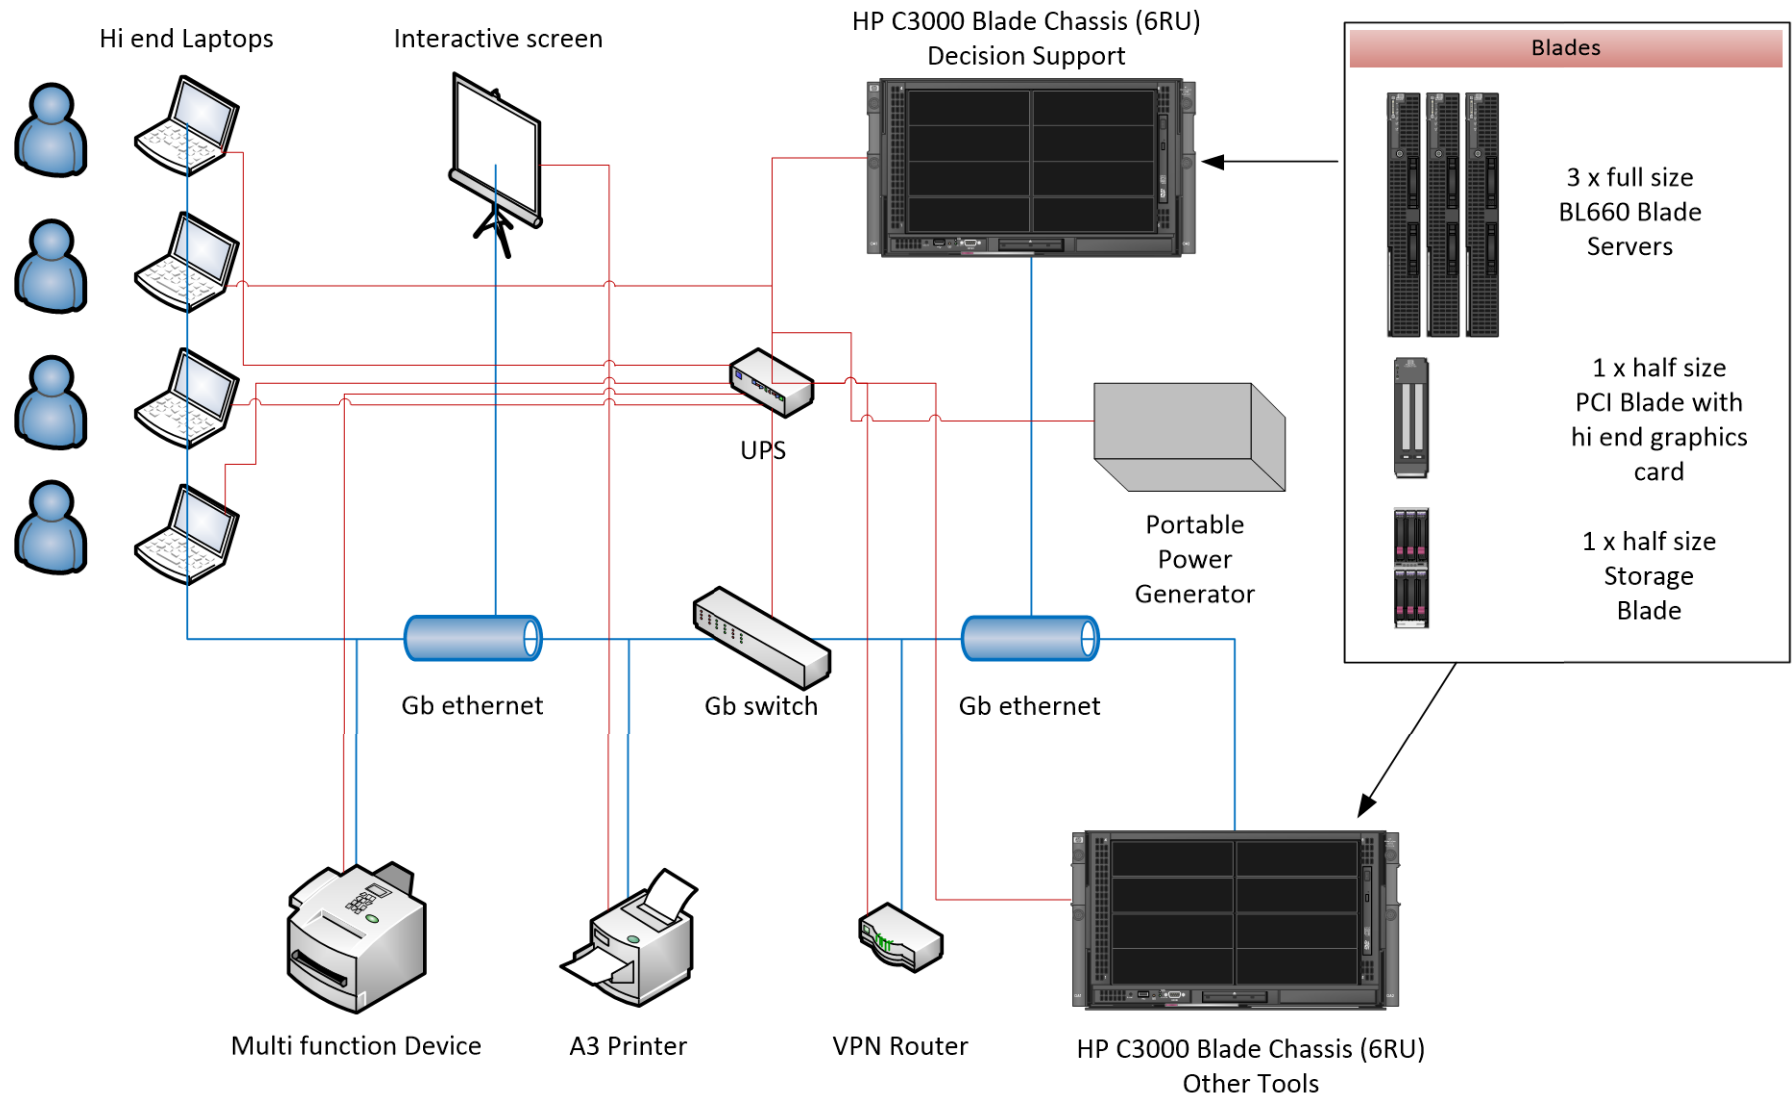 Hi end Laptops
Interactive screen
HP C3000 Blade Chassis (6RU)
Decision Support
Blades
3 x full size
BL660 Blade
Servers
1 x half size
PCI Blade with
hi end graphics
card
1 x half size
Storage
Blade
UPS
Portable
Power
Generator
Gb ethernet
Gb switch
Gb ethernet
Multi function Device
A3 Printer
VPN Router
HP C3000 Blade Chassis (6RU)
Other Tools